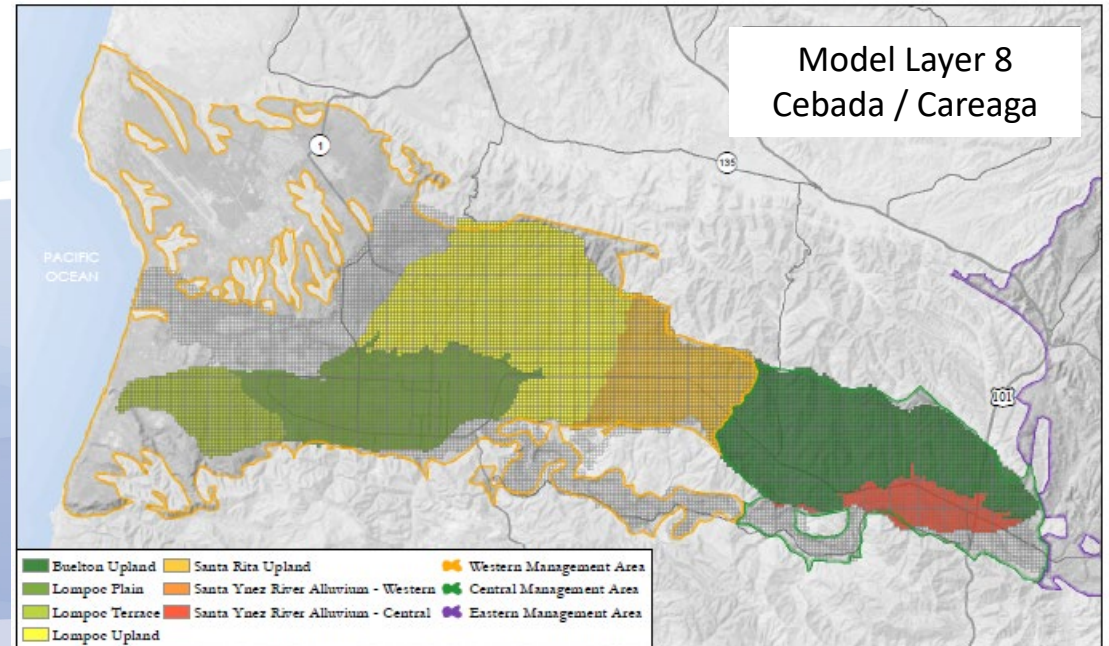 Model Layer 8
Cebada / Careaga
1
135
PACIFIC
OCEAN
101
Buelton Upland
Santa Rita Upland
Western Management Area
Lompoc Plain
Santa Ynez River Alluvium - Western
Central Management Area
Lompoc Terrace
Santa Ynez River Alluvium - Central
Eastern Management Area
Lompoc Upland